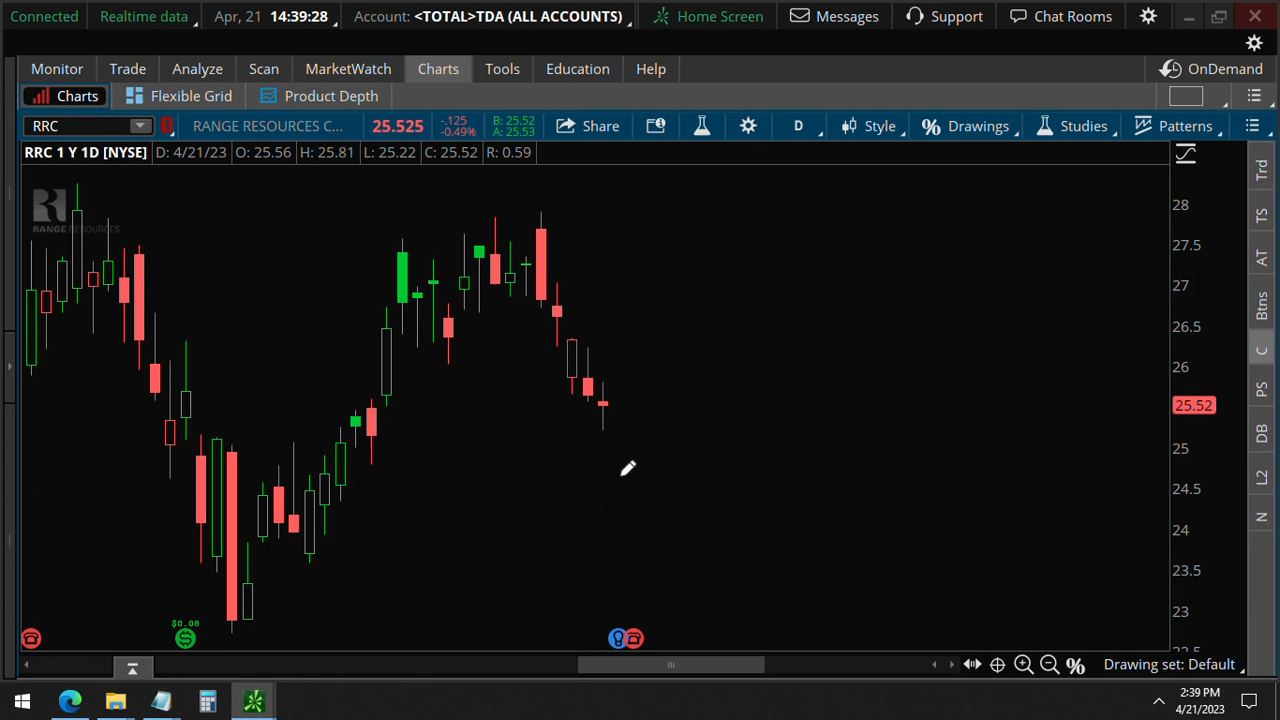 Connected Realtime data Apr, 21 14:39:28 Account: <TOTAL>TDA (ALL ACCOUNTS) Home Screen Messages Support Chat Rooms
Monitor Trade Analyze Scan MarketWatch Charts Tools Education Help OnDemand
Charts Flexible Grid Product Depth
RRC RANGE RESOURCES C... 25.525 -.125 -0.49% B: 25.52 A: 25.53 Share D Style Drawings Studies Patterns
RRC 1 Y 1D [NYSE] D: 4/21/23 O: 25.56 H: 25.81 L: 25.22 C: 25.52 R: 0.59
RANGE RESOURCES
28
27.5
27
26.5
26
25.52
25
24.5
24
23.5
23
22.5
Trd
TS
AT
Btns
C
PS
DB
L2
N
$0.08
Drawing set: Default
2:39 PM
4/21/2023